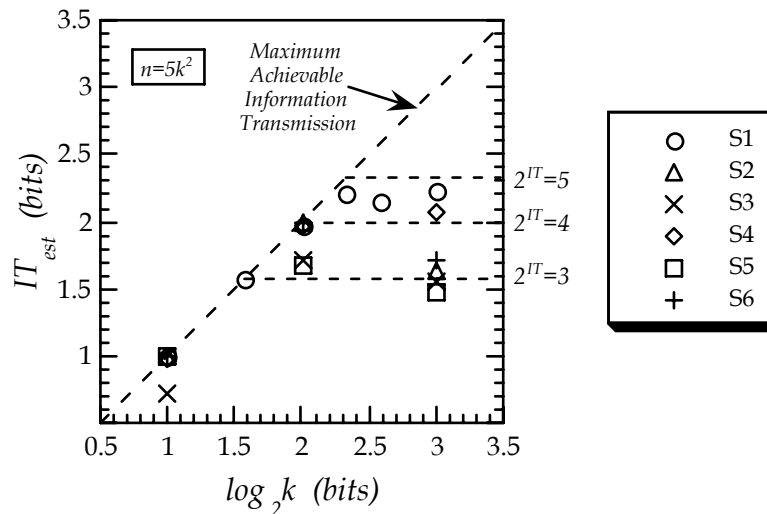 3.5
3
2.5
2
1.5
1
0.5
1
1.5
2
2.5
3
3.5
IT_est (bits)
log_2 k (bits)
n=5k²
Maximum
Achievable
Information
Transmission
2^IT=5
2^IT=4
2^IT=3
S1
S2
S3
S4
S5
S6